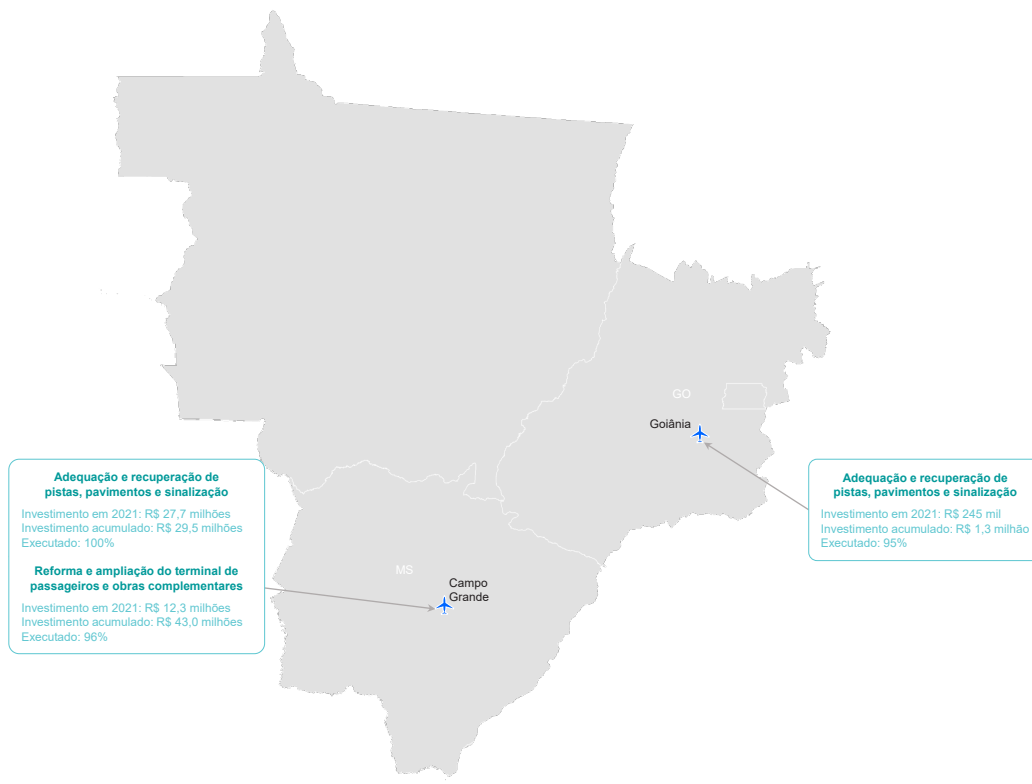 GO
Goiânia
Adequação e recuperação de
pistas, pavimentos e sinalização
Investimento em 2021: R$ 27,7 milhões
Investimento acumulado: R$ 29,5 milhões
Executado: 100%
Reforma e ampliação do terminal de
passageiros e obras complementares
Investimento em 2021: R$ 12,3 milhões
Investimento acumulado: R$ 43,0 milhões
Executado: 96%
Adequação e recuperação de
pistas, pavimentos e sinalização
Investimento em 2021: R$ 245 mil
Investimento acumulado: R$ 1,3 milhão
Executado: 95%
MS
Campo
Grande